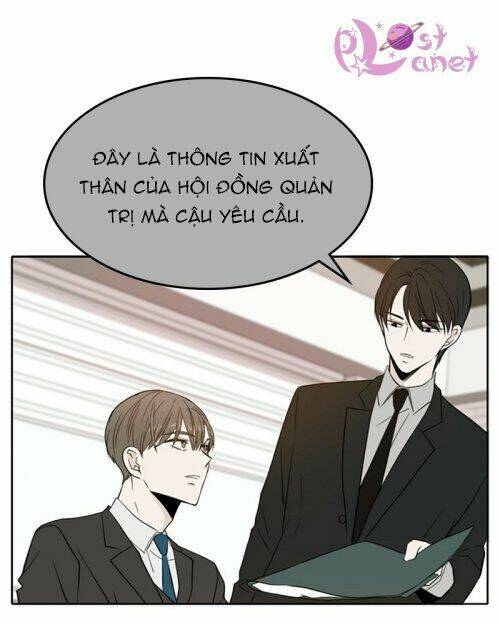 Lost
Planet
ĐÂY LÀ THÔNG TIN XUẤT
THÂN CỦA HỘI ĐỒNG QUẢN
TRỊ MÀ CẬU YÊU CẦU.